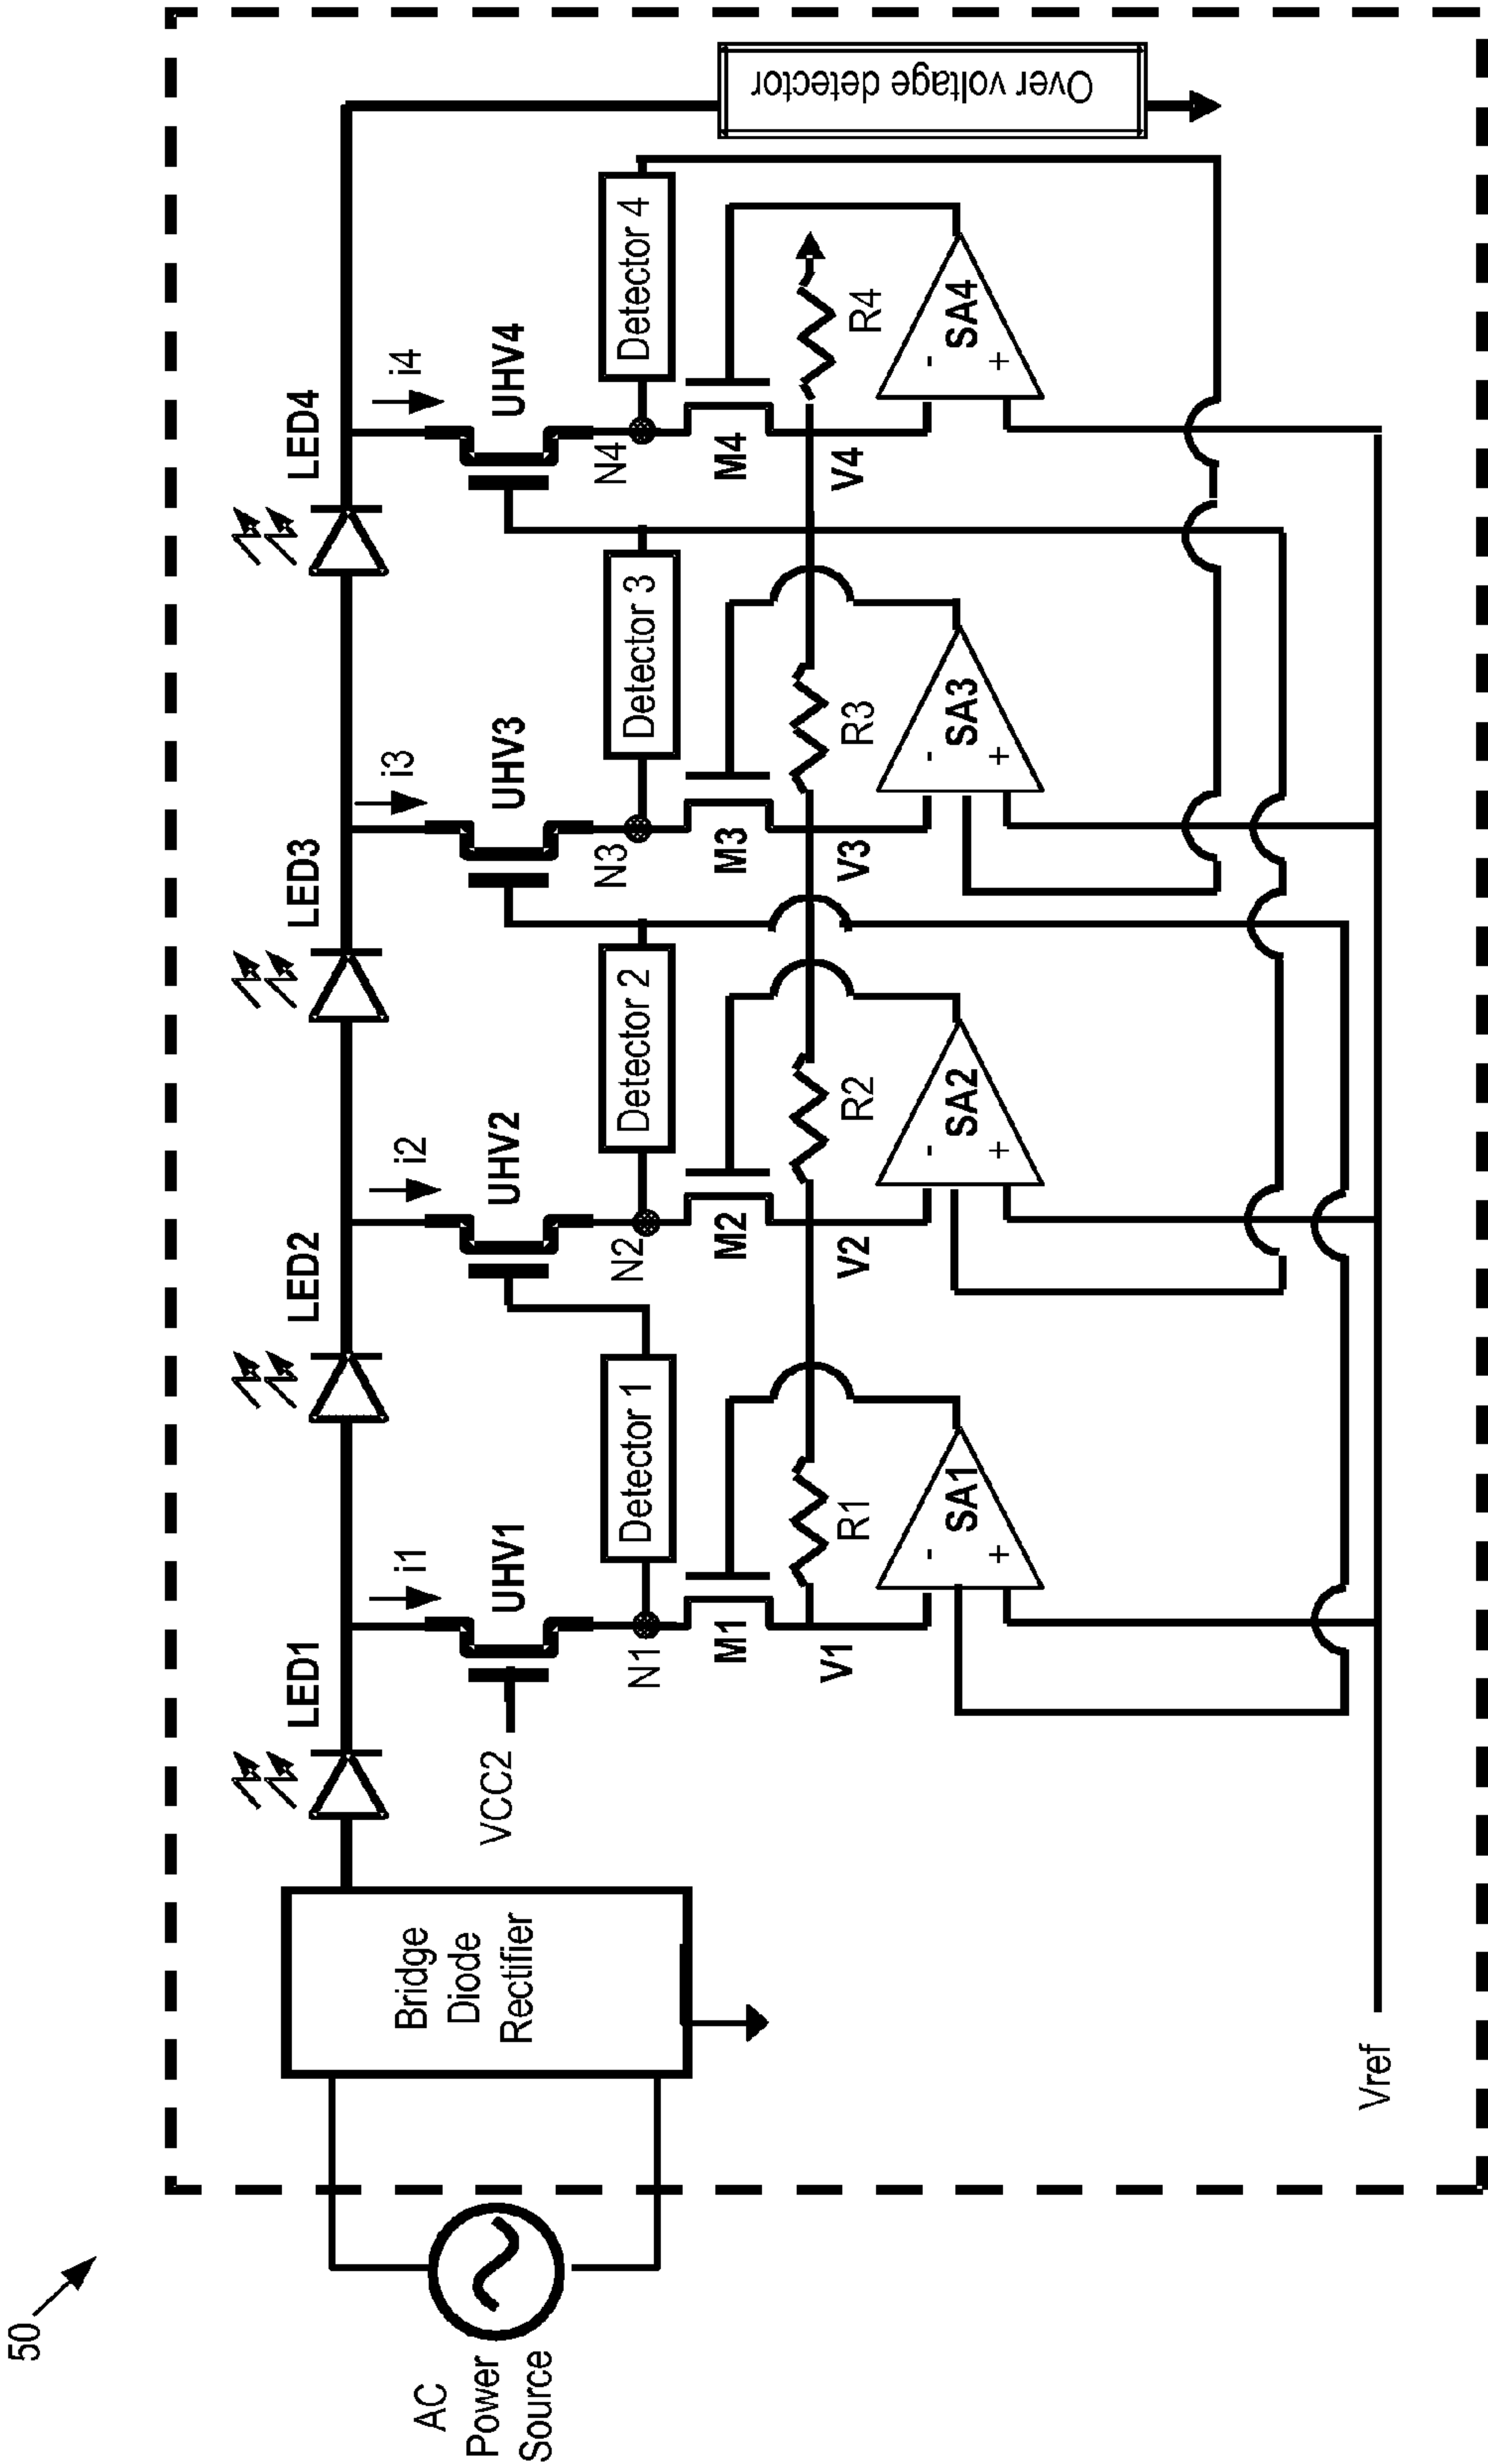 50
AC
Power
Source
Bridge
Diode
Rectifier
LED1
LED2
LED3
LED4
i1
i2
i3
i4
VCC2
UHV1
UHV2
UHV3
UHV4
N1
Detector 1
N2
Detector 2
N3
Detector 3
N4
Detector 4
Over voltage detector
M1
M2
M3
M4
R1
R2
R3
R4
V1
V2
V3
V4
-
SA1
+
-
SA2
+
-
SA3
+
-
SA4
+
Vref